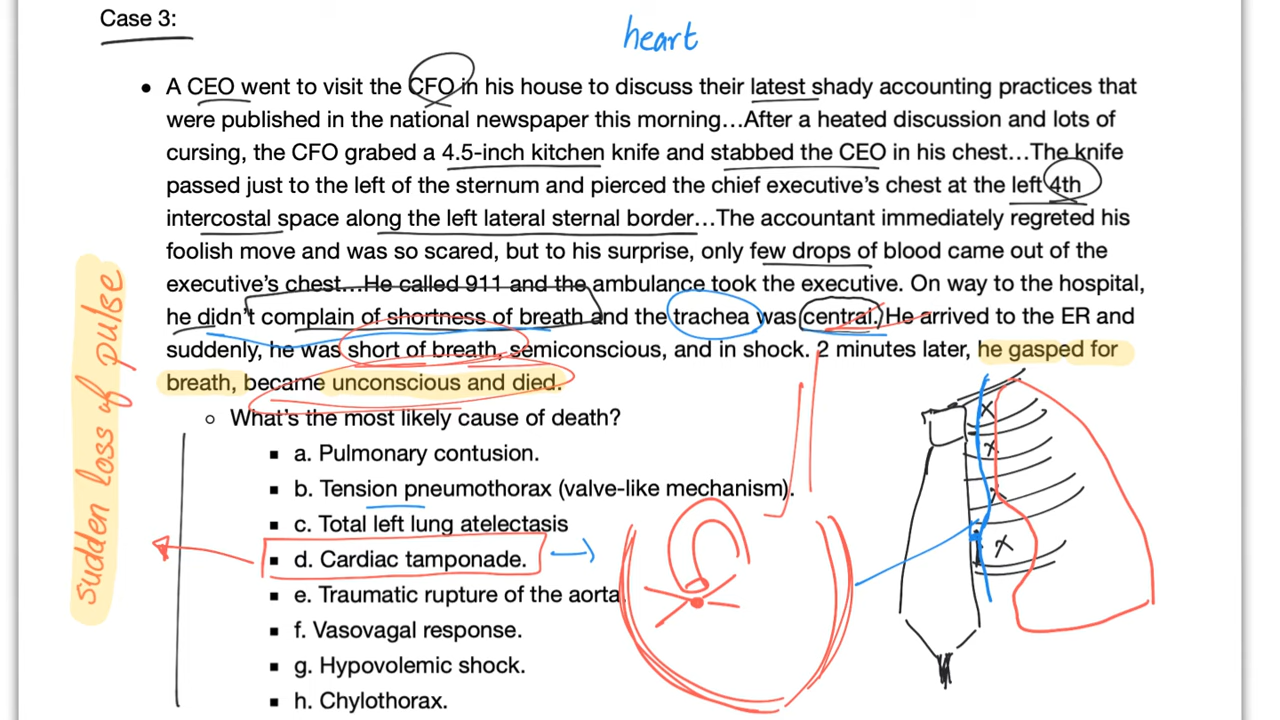 Case 3:
heart
• A CEO went to visit the CFO in his house to discuss their latest shady accounting practices that
were published in the national newspaper this morning…After a heated discussion and lots of
cursing, the CFO grabed a 4.5-inch kitchen knife and stabbed the CEO in his chest…The knife
passed just to the left of the sternum and pierced the chief executive’s chest at the left 4th
intercostal space along the left lateral sternal border…The accountant immediately regreted his
foolish move and was so scared, but to his surprise, only few drops of blood came out of the
executive’s chest…He called 911 and the ambulance took the executive. On way to the hospital,
he didn’t complain of shortness of breath and the trachea was central. He arrived to the ER and
suddenly, he was short of breath, semiconscious, and in shock. 2 minutes later, he gasped for
breath, became unconscious and died.
sudden loss of pulse
○ What’s the most likely cause of death?
▪ a. Pulmonary contusion.
▪ b. Tension pneumothorax (valve-like mechanism).
▪ c. Total left lung atelectasis
▪ d. Cardiac tamponade.
▪ e. Traumatic rupture of the aorta
▪ f. Vasovagal response.
▪ g. Hypovolemic shock.
▪ h. Chylothorax.